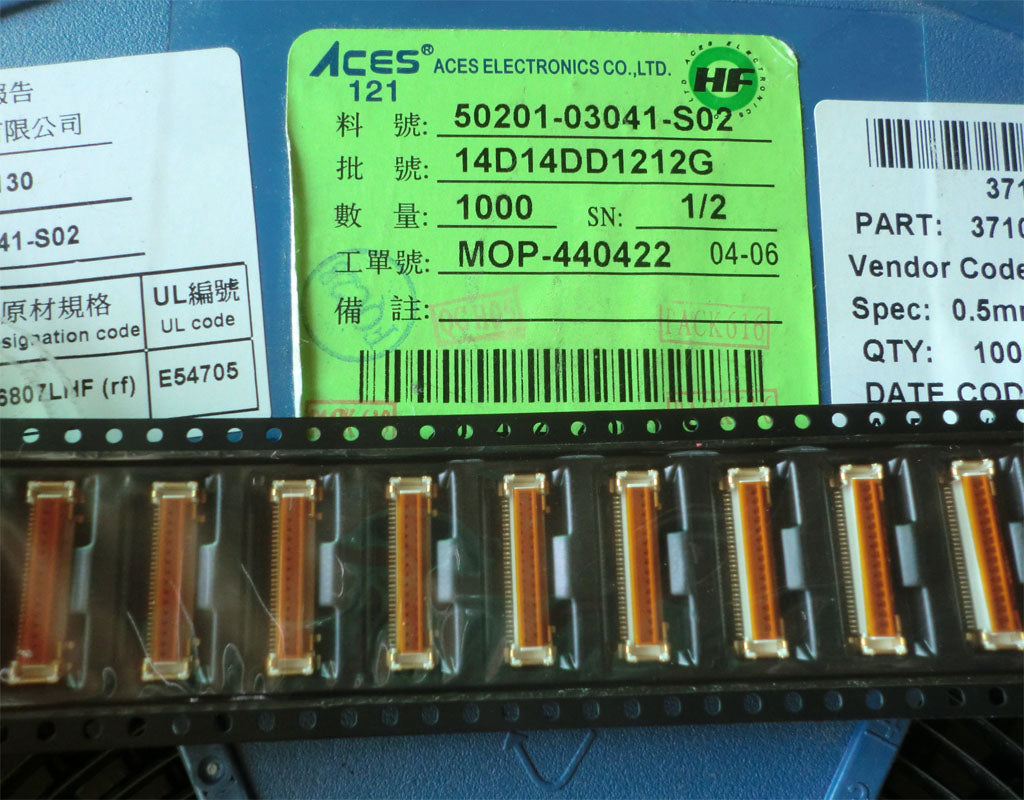 報告
有限公司
130
41-S02
原材規格
signation code
UL編號
UL code
6807LHF (rf)
E54705
ACES® ACES ELECTRONICS CO.,LTD.
121
HF
料 號: 50201-03041-S02
批 號: 14D14DD1212G
數 量: 1000 SN: 1/2
工單號: MOP-440422 04-06
備 註:
PACK 616
371
PART: 3710
Vendor Code
Spec: 0.5mm
QTY: 100
DATE COD